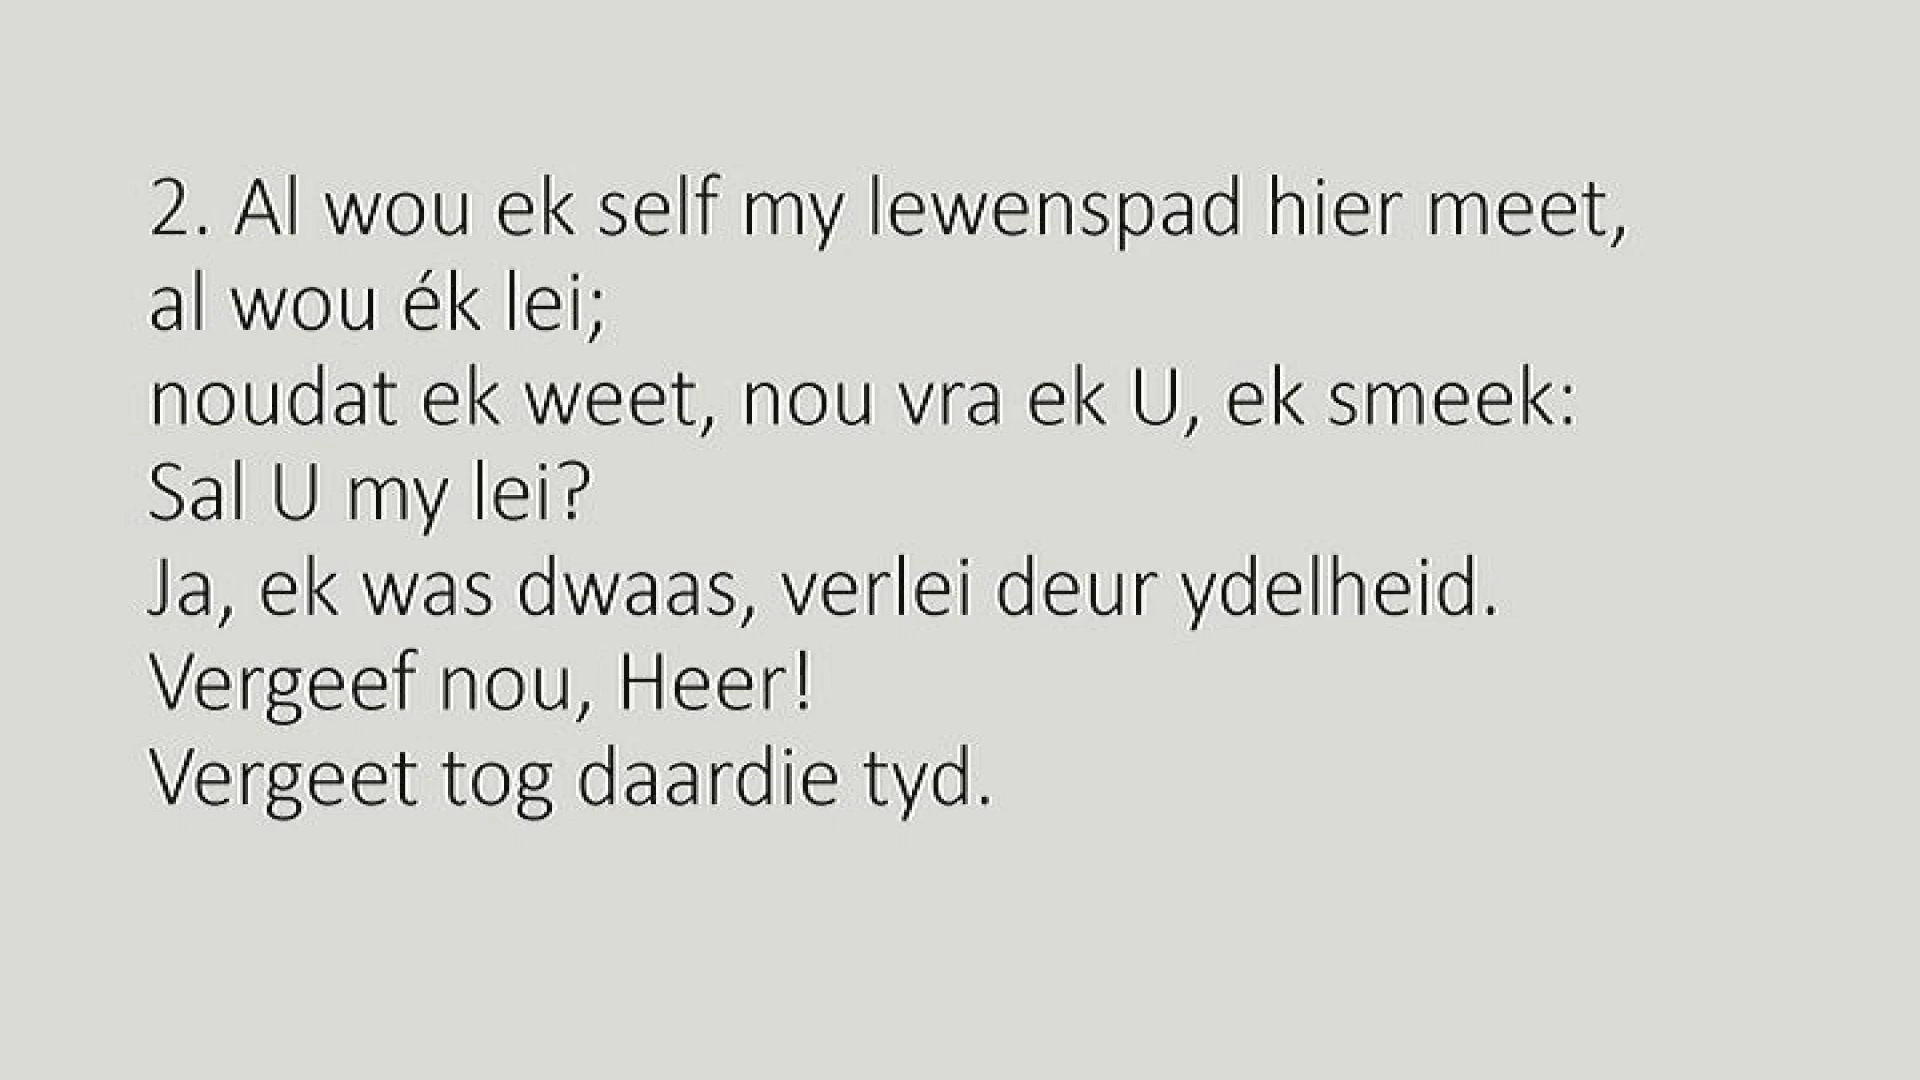 2. Al wou ek self my lewenspad hier meet,
al wou ék lei;
noudat ek weet, nou vra ek U, ek smeek:
Sal U my lei?
Ja, ek was dwaas, verlei deur ydelheid.
Vergeef nou, Heer!
Vergeet tog daardie tyd.